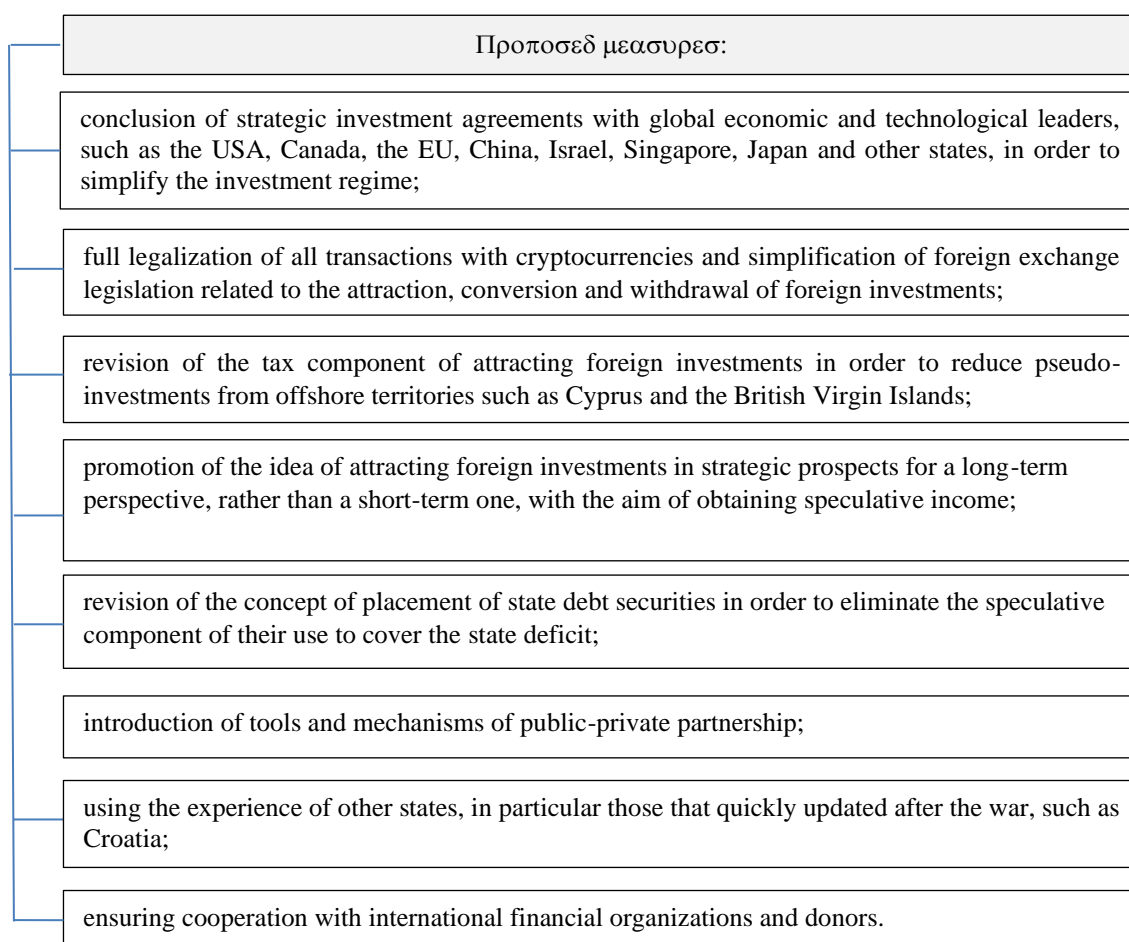 Προποσεδ μεασυρεσ:
conclusion of strategic investment agreements with global economic and technological leaders,
such as the USA, Canada, the EU, China, Israel, Singapore, Japan and other states, in order to
simplify the investment regime;
full legalization of all transactions with cryptocurrencies and simplification of foreign exchange
legislation related to the attraction, conversion and withdrawal of foreign investments;
revision of the tax component of attracting foreign investments in order to reduce pseudo-
investments from offshore territories such as Cyprus and the British Virgin Islands;
promotion of the idea of attracting foreign investments in strategic prospects for a long-term
perspective, rather than a short-term one, with the aim of obtaining speculative income;
revision of the concept of placement of state debt securities in order to eliminate the speculative
component of their use to cover the state deficit;
introduction of tools and mechanisms of public-private partnership;
using the experience of other states, in particular those that quickly updated after the war, such as
Croatia;
ensuring cooperation with international financial organizations and donors.